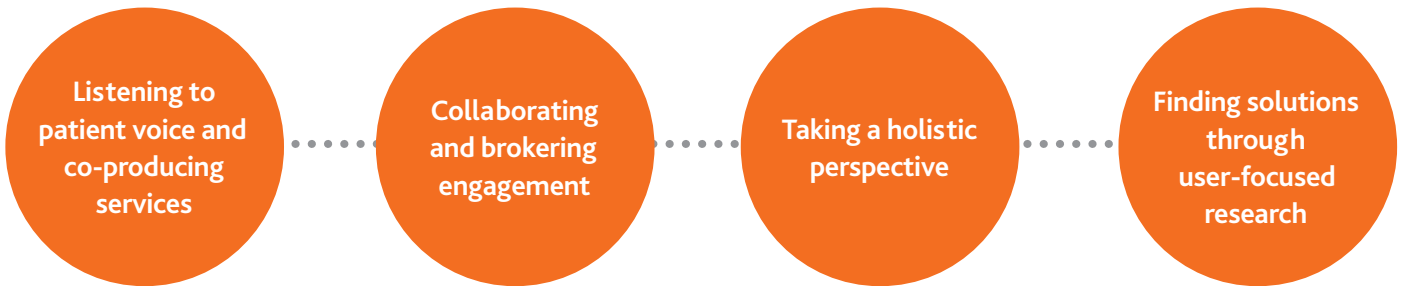 Listening to
patient voice and
co-producing
services
Collaborating
and brokering
engagement
Taking a holistic
perspective
Finding solutions
through
user-focused
research